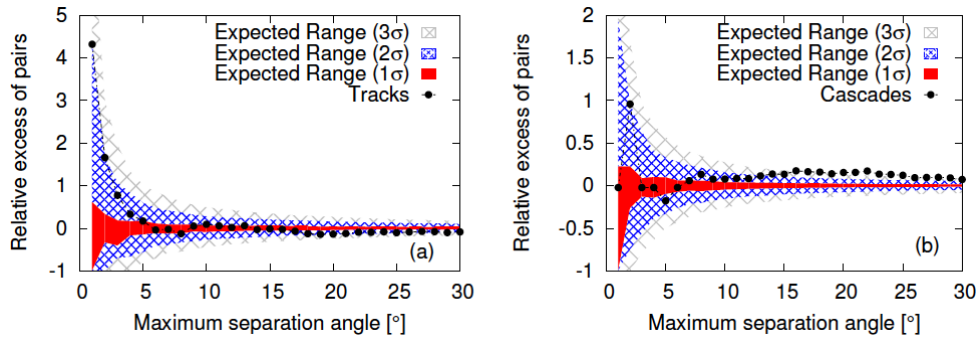 Relative excess of pairs
5
4
3
2
1
0
-1
Expected Range (3σ)
Expected Range (2σ)
Expected Range (1σ)
Tracks
(a)
0 5 10 15 20 25 30
Maximum separation angle [°]
Relative excess of pairs
2
1.5
1
0.5
0
-0.5
-1
Expected Range (3σ)
Expected Range (2σ)
Expected Range (1σ)
Cascades
(b)
0 5 10 15 20 25 30
Maximum separation angle [°]